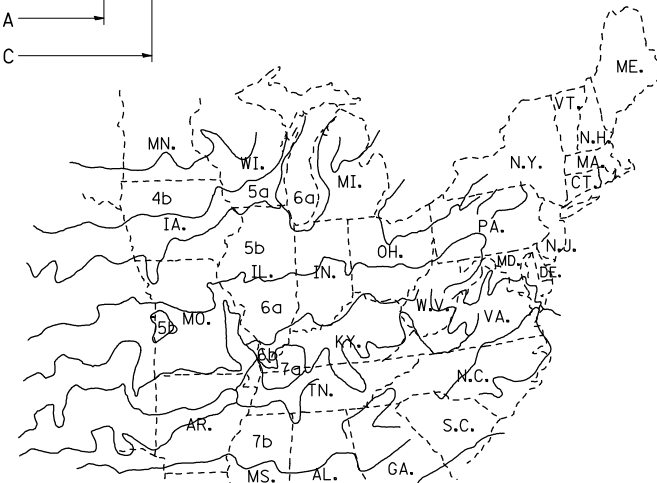 A
C
ME.
VT.
MN.
N.H.
WI.
N.Y.
MA.
MI.
CT.
4b
5a
6a
IA.
PA.
5b
OH.
N.J.
IL.
IN.
MD.
DE.
6a
W.V.
MO.
VA.
5b
KY.
6b
7a
N.C.
TN.
AR.
S.C.
7b
MS.
AL.
GA.